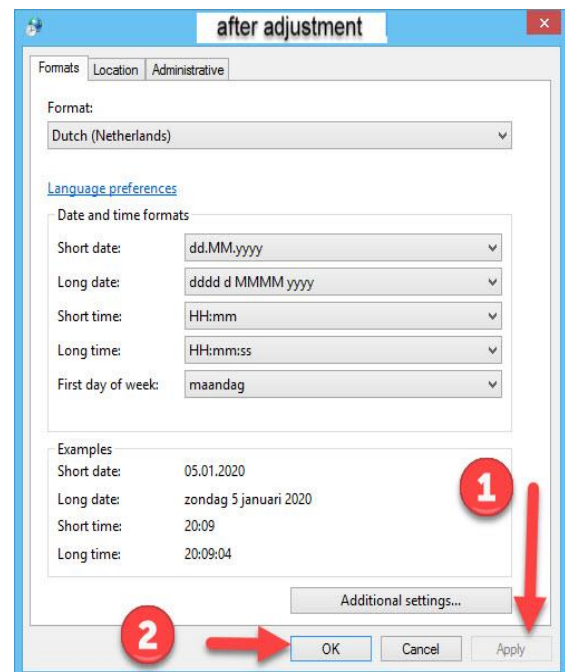 after adjustment
Formats Location Administrative
Format:
Dutch (Netherlands)
Language preferences
Date and time formats
Short date: dd.MM.yyyy
Long date: dddd d MMMM yyyy
Short time: HH:mm
Long time: HH:mm:ss
First day of week: maandag
Examples
Short date: 05.01.2020
Long date: zondag 5 januari 2020
Short time: 20:09
Long time: 20:09:04
1
Additional settings...
2
OK Cancel Apply